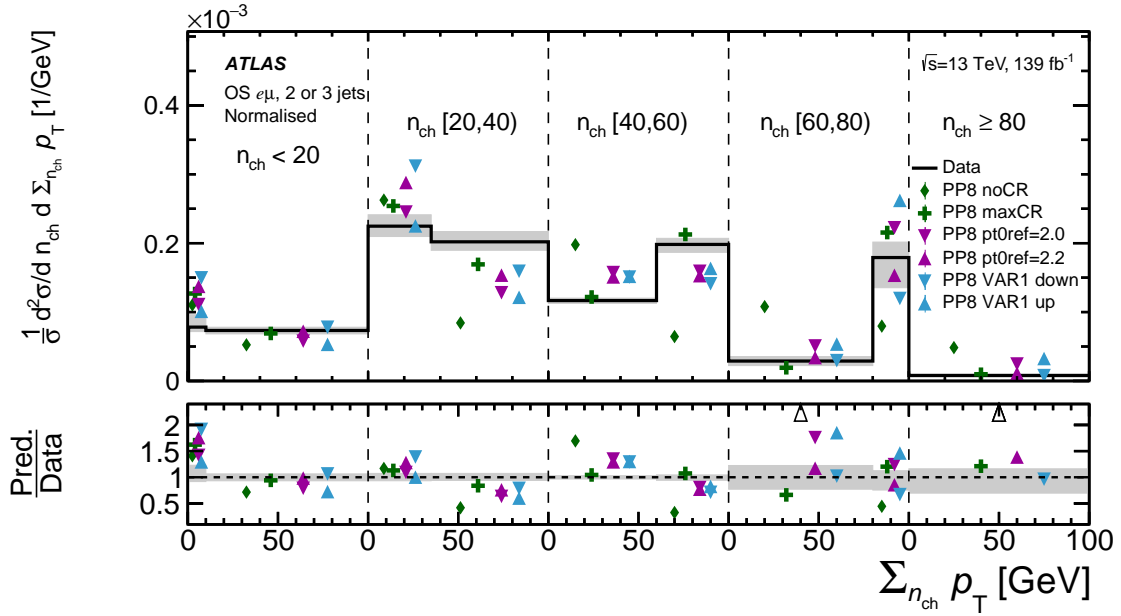 ×10⁻³
1/σ d²σ/d n_ch d Σ_{n_ch} p_T [1/GeV]
0.4
0.2
0
ATLAS
OS eμ, 2 or 3 jets
Normalised
√s=13 TeV, 139 fb⁻¹
n_ch < 20
n_ch [20,40)
n_ch [40,60)
n_ch [60,80)
n_ch ≥ 80
Data
PP8 noCR
PP8 maxCR
PP8 pt0ref=2.0
PP8 pt0ref=2.2
PP8 VAR1 down
PP8 VAR1 up
Pred.
Data
2
1.5
1
0.5
0 50 0 50 0 50 0 50 0 50 100
Σ_{n_ch} p_T [GeV]